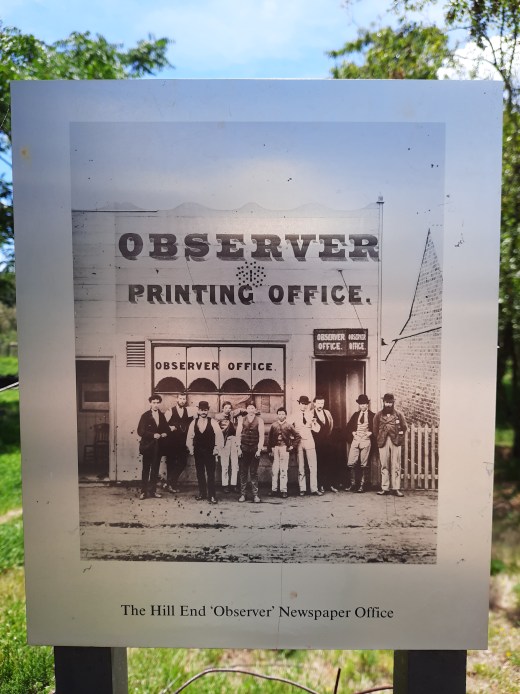 OBSERVER
PRINTING OFFICE.
OBSERVER
OFFICE.
OBSERVER OFFICE.
The Hill End 'Observer' Newspaper Office